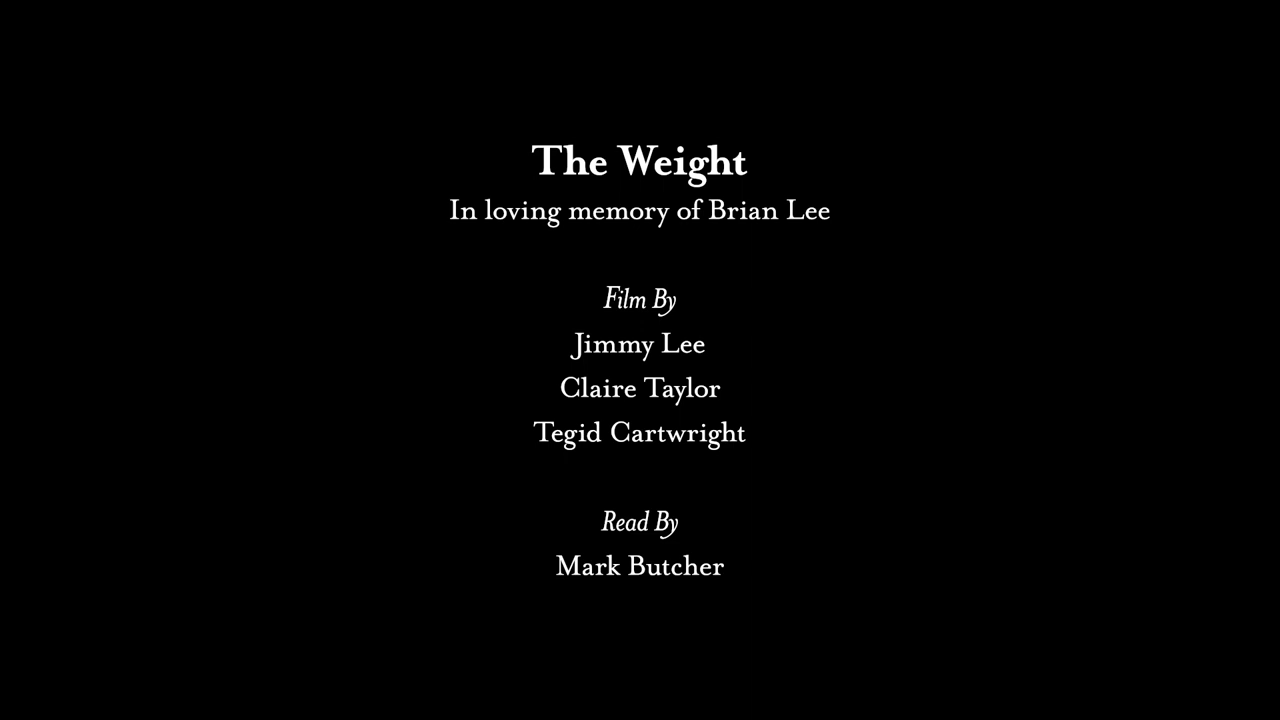 The Weight
In loving memory of Brian Lee
Film By
Jimmy Lee
Claire Taylor
Tegid Cartwright
Read By
Mark Butcher